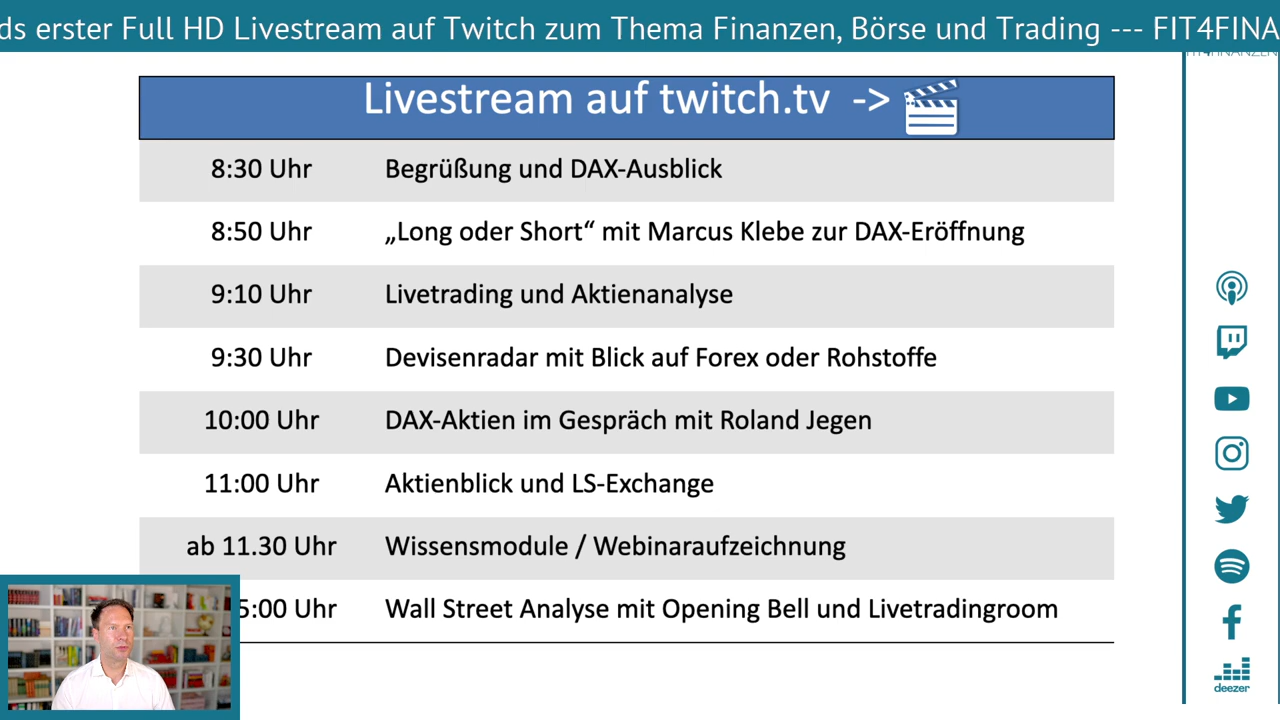 ds erster Full HD Livestream auf Twitch zum Thema Finanzen, Börse und Trading --- FIT4FINA
FIT4FINANZEN
Livestream auf twitch.tv ->
8:30 Uhr Begrüßung und DAX-Ausblick
8:50 Uhr „Long oder Short“ mit Marcus Klebe zur DAX-Eröffnung
9:10 Uhr Livetrading und Aktienanalyse
9:30 Uhr Devisenradar mit Blick auf Forex oder Rohstoffe
10:00 Uhr DAX-Aktien im Gespräch mit Roland Jegen
11:00 Uhr Aktienblick und LS-Exchange
ab 11.30 Uhr Wissensmodule / Webinaraufzeichnung
5:00 Uhr Wall Street Analyse mit Opening Bell und Livetradingroom
deezer